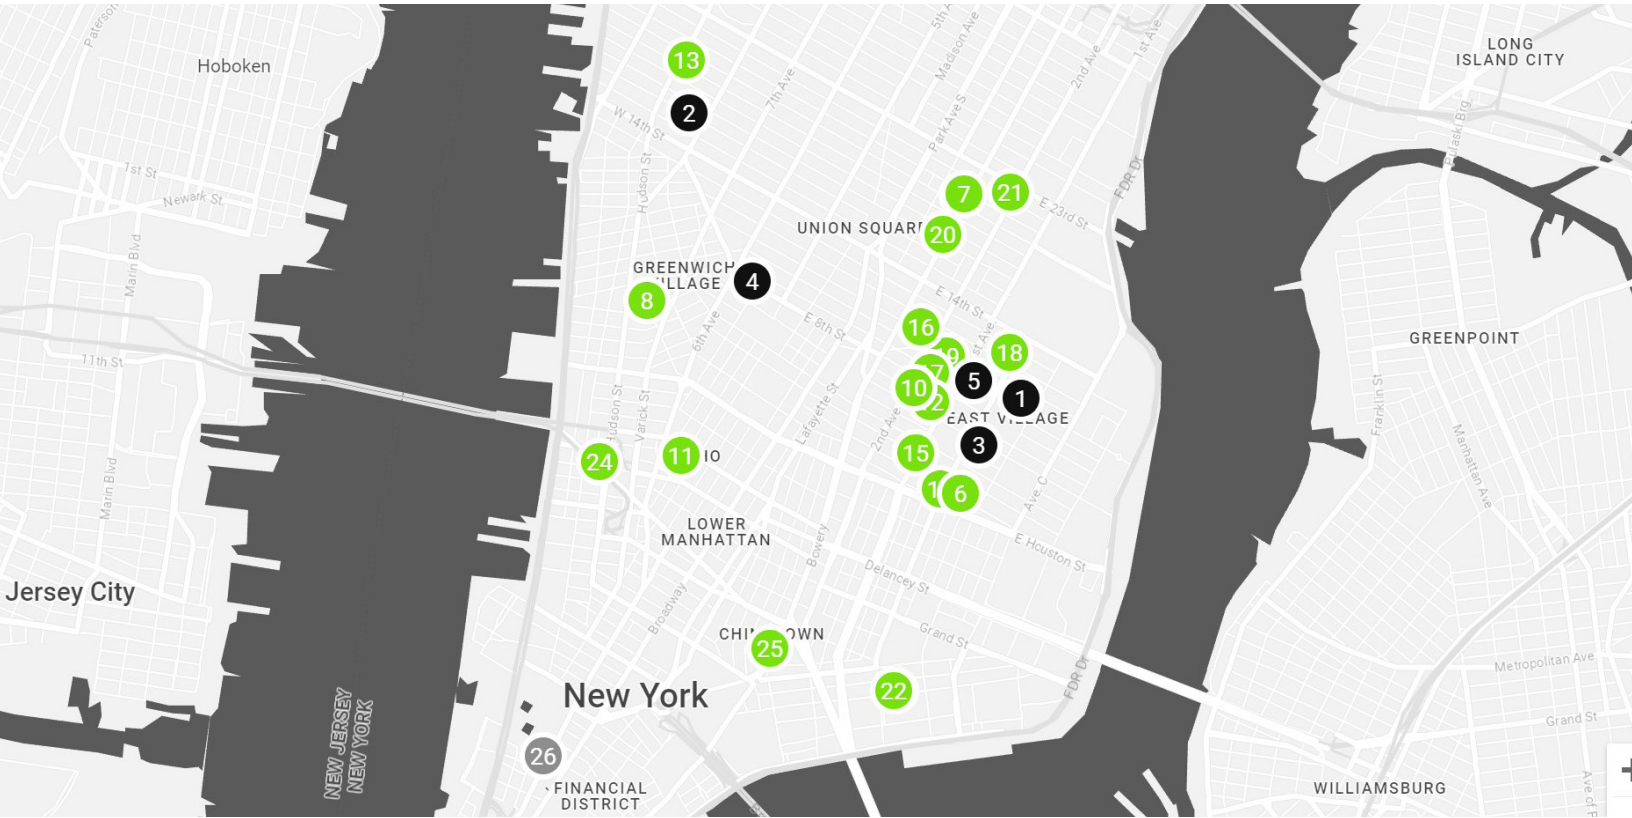 Hoboken
1st St
Newark St.
Marin Blvd
11th St
Marin Blvd
Jersey City
NEW JERSEY
NEW YORK
13
2
W 14th St
Hudson St
7th Ave
5th A
Madison Ave
Park Ave S
2nd Ave
1st Ave
FDR Dr
LONG
ISLAND CITY
Pulaski Brg
7
21
20
E 23rd St
UNION SQUAR
GREENWICH
4
8
6th Ave
E 8th St
E 14th St
16
18
5
1
10
EAST VILLAGE
3
15
6
2nd Ave
Lafayette St
Ave C
Hudson St
Varick St
24
11
IO
LOWER
MANHATTAN
Bowery
E Houston St
Delancey St
Broadway
Grand St
25
22
FDR Dr
New York
26
FINANCIAL
DISTRICT
GREENPOINT
Franklin St
Manhattan Ave
Metropolitan Ave
Grand St
WILLIAMSBURG
+